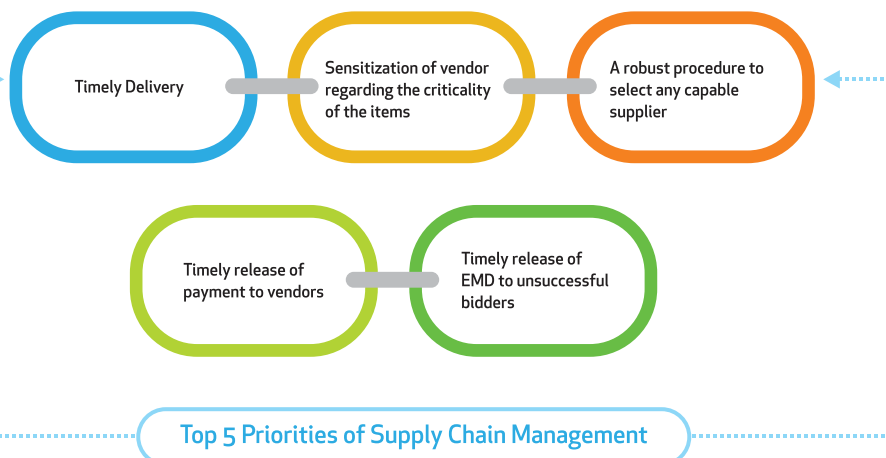 Timely Delivery
Sensitization of vendor
regarding the criticality
of the items
A robust procedure to
select any capable
supplier
Timely release of
payment to vendors
Timely release of
EMD to unsuccessful
bidders
Top 5 Priorities of Supply Chain Management